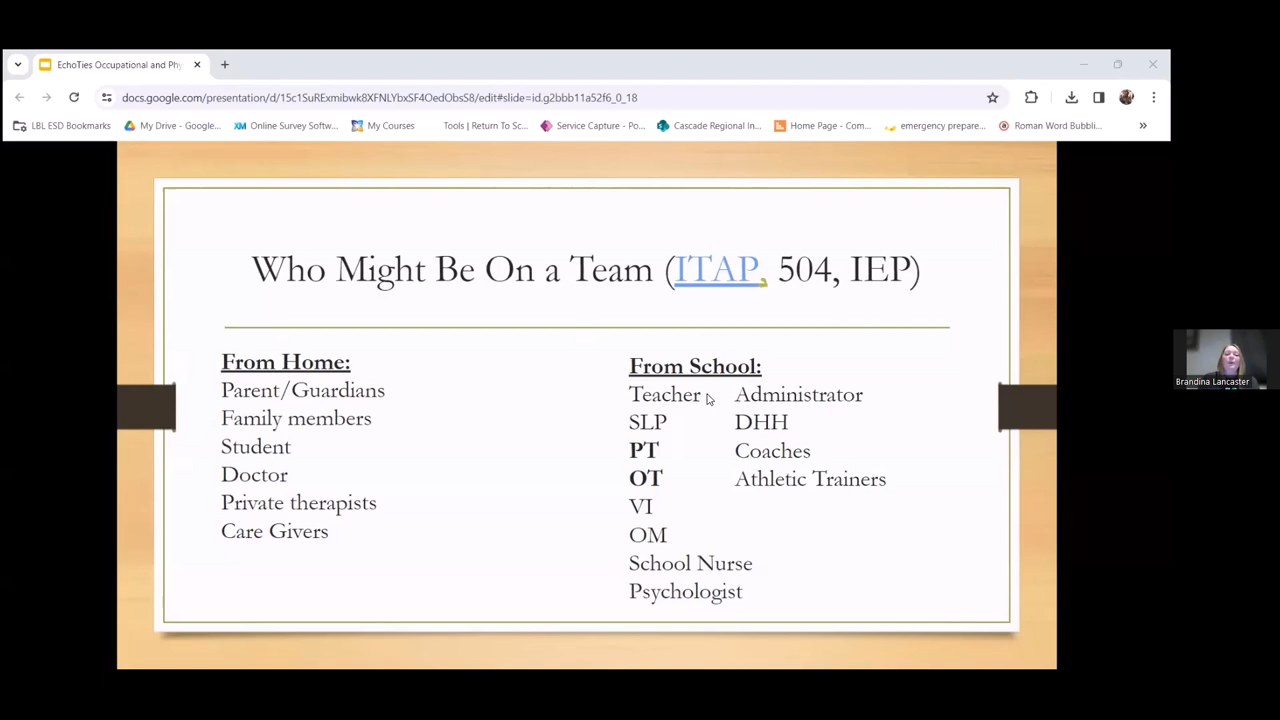 EchoTies Occupational and Phy
docs.google.com/presentation/d/15c1SuRExmibwk8XFNLYbxSF4OedObsS8/edit#slide=id.g2bbb11a52f6_0_18
LBL ESD Bookmarks
My Drive - Google...
Online Survey Softw...
My Courses
Tools | Return To Sc...
Service Capture - Po...
Cascade Regional In...
Home Page - Com...
emergency prepare...
Roman Word Bubbli...
Who Might Be On a Team (ITAP, 504, IEP)
From Home:
Parent/Guardians
Family members
Student
Doctor
Private therapists
Care Givers
From School:
Teacher
SLP
PT
OT
VI
OM
School Nurse
Psychologist
Administrator
DHH
Coaches
Athletic Trainers
Brandina Lancaster